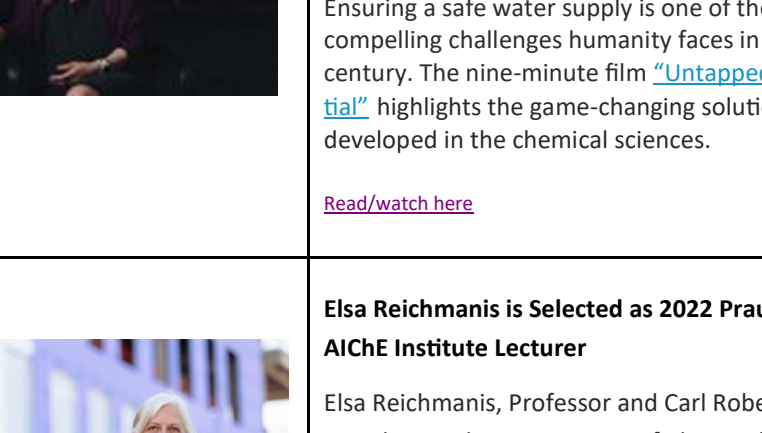 Ensuring a safe water supply is one of the
compelling challenges humanity faces in
century. The nine-minute film “Untapped
tial” highlights the game-changing soluti
developed in the chemical sciences.
Read/watch here
Elsa Reichmanis is Selected as 2022 Prau
AIChE Institute Lecturer
Elsa Reichmanis, Professor and Carl Robe